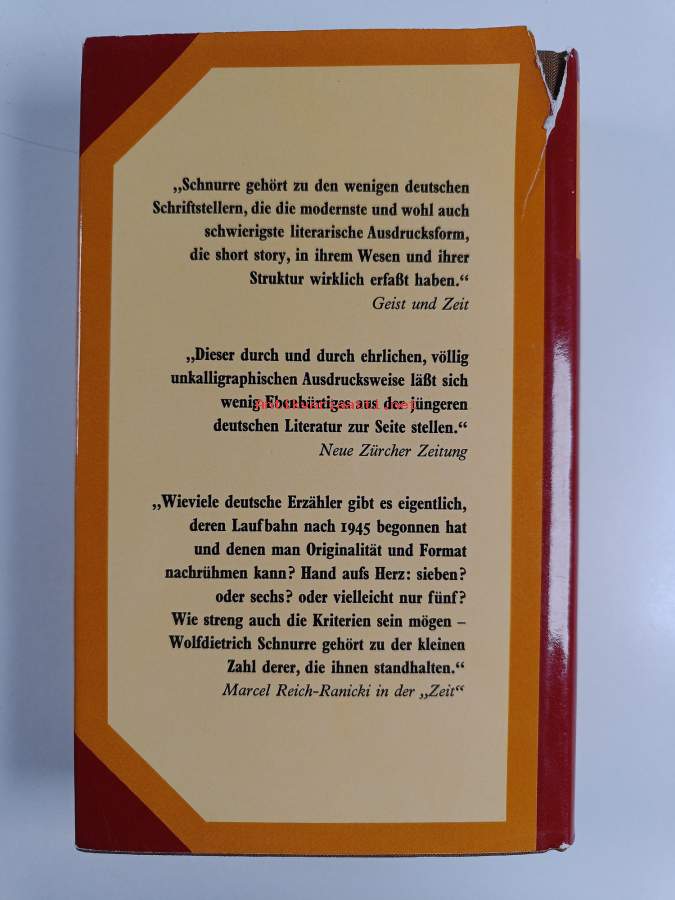 „Schnurre gehört zu den wenigen deutschen
Schriftstellern, die die modernste und wohl auch
schwierigste literarische Ausdrucksform,
die short story, in ihrem Wesen und ihrer
Struktur wirklich erfaßt haben.“
Geist und Zeit
„Dieser durch und durch ehrlichen, völlig
unkalligraphischen Ausdrucksweise läßt sich
wenig Ebenbürtiges aus der jüngeren
antikvariaatti.net
deutschen Literatur zur Seite stellen.“
Neue Zürcher Zeitung
„Wieviele deutsche Erzähler gibt es eigentlich,
deren Laufbahn nach 1945 begonnen hat
und denen man Originalität und Format
nachrühmen kann? Hand aufs Herz: sieben?
oder sechs? oder vielleicht nur fünf?
Wie streng auch die Kriterien sein mögen –
Wolfdietrich Schnurre gehört zu der kleinen
Zahl derer, die ihnen standhalten.“
Marcel Reich-Ranicki in der „Zeit“